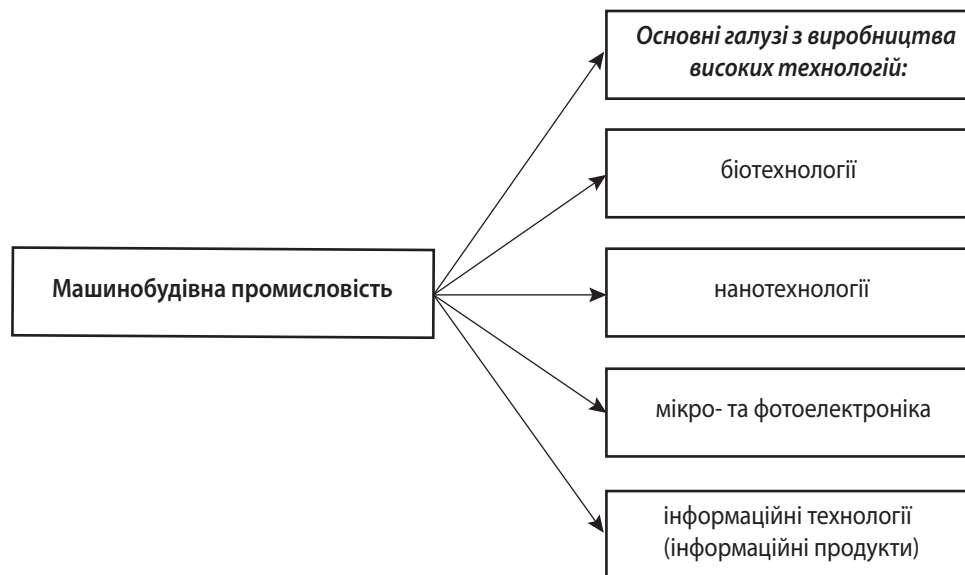 Основні галузі з виробництва
високих технологій:
біотехнології
Машинобудівна промисловість
нанотехнології
мікро- та фотоелектроніка
інформаційні технології
(інформаційні продукти)